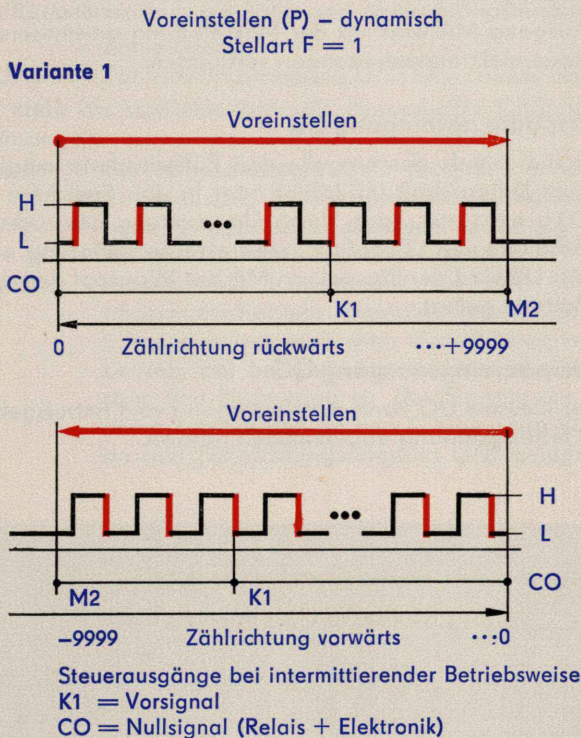 Voreinstellen (P) – dynamisch
Stellart F = 1
Variante 1
Voreinstellen
H
L
CO
K1
M2
0 Zählrichtung rückwärts ···+9999
Voreinstellen
H
L
CO
M2
K1
–9999 Zählrichtung vorwärts ···0
Steuerausgänge bei intermittierender Betriebsweise
K1 = Vorsignal
CO = Nullsignal (Relais + Elektronik)